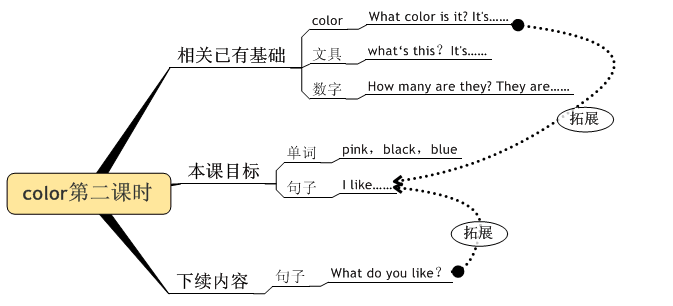 color第二课时
相关已有基础
color
What color is it? It's……
文具
what‘s this? It's……
数字
How many are they? They are……
拓展
本课目标
单词
pink，black，blue
句子
I like……
拓展
下续内容
句子
What do you like?